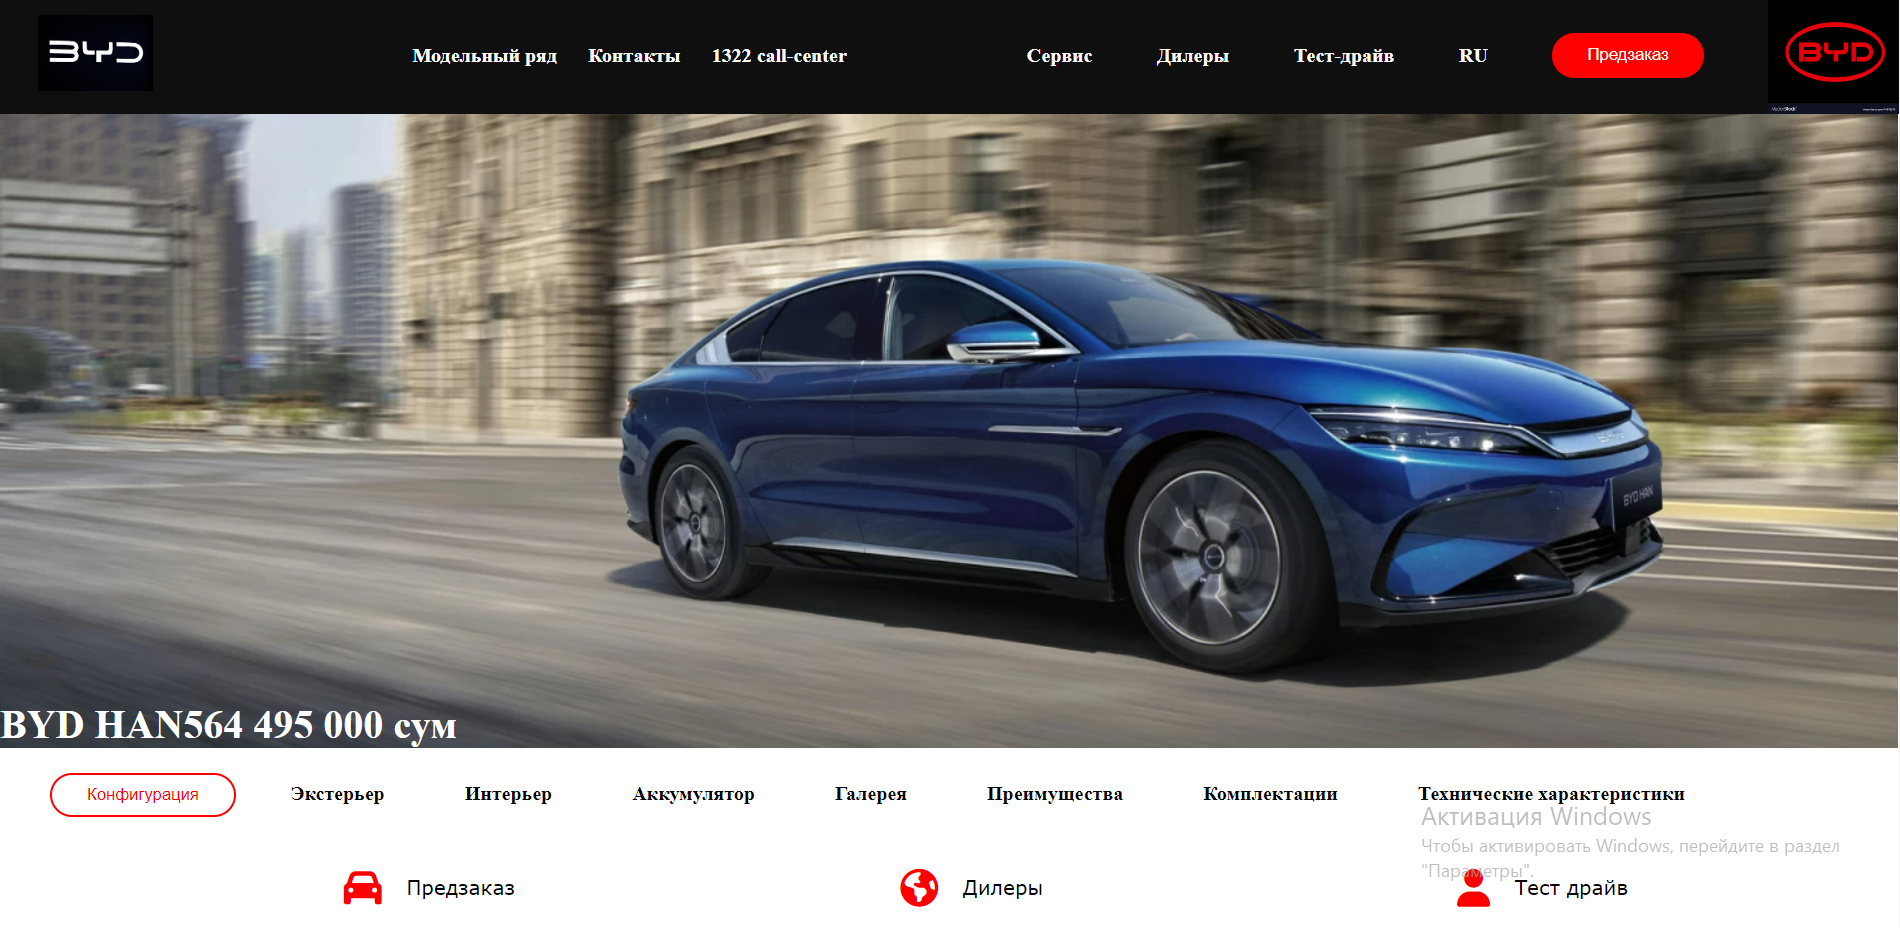 BYD
Модельный ряд Контакты 1322 call-center Сервис Дилеры Тест-драйв RU Предзаказ
BYD
VectorStock
BYD
BYD HAN
BYD HAN564 495 000 сум
Конфигурация Экстерьер Интерьер Аккумулятор Галерея Преимущества Комплектации Технические характеристики
Активация Windows
Чтобы активировать Windows, перейдите в раздел
"Параметры".
Предзаказ Дилеры Тест драйв